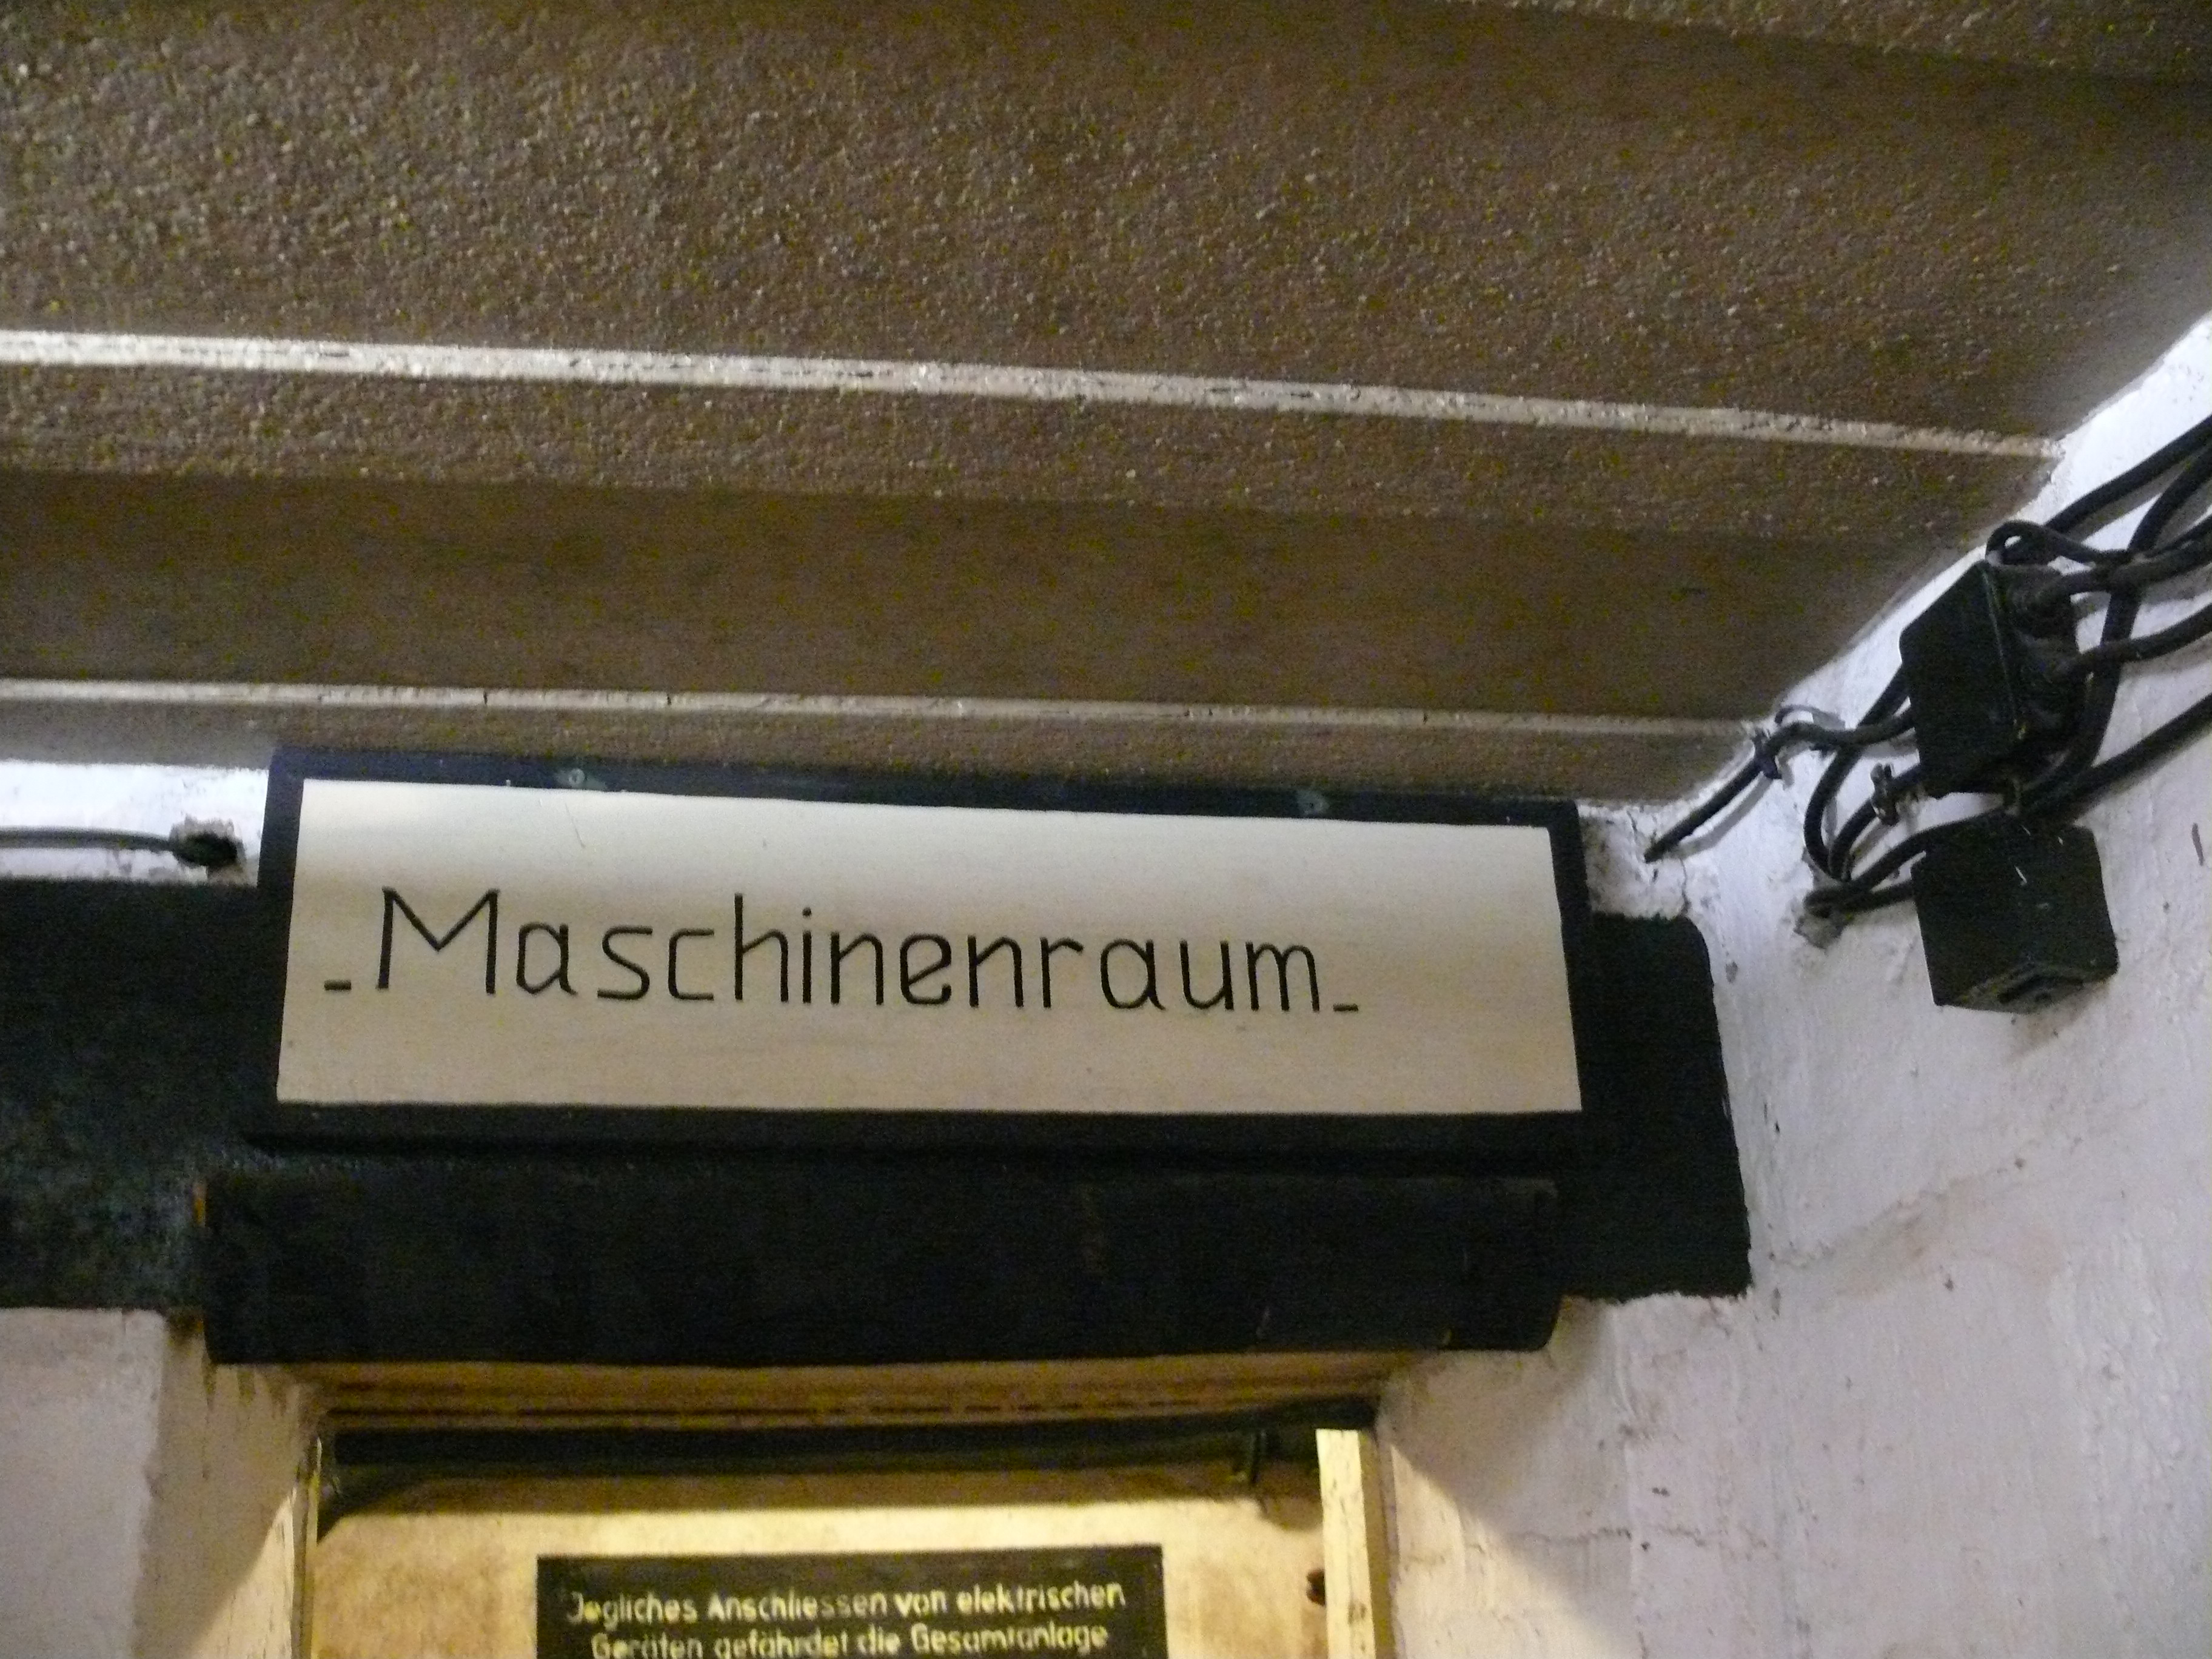 -Maschinenraum-
Jegliches Anschliessen von elektrischen
Geräten gefährdet die Gesamtanlage